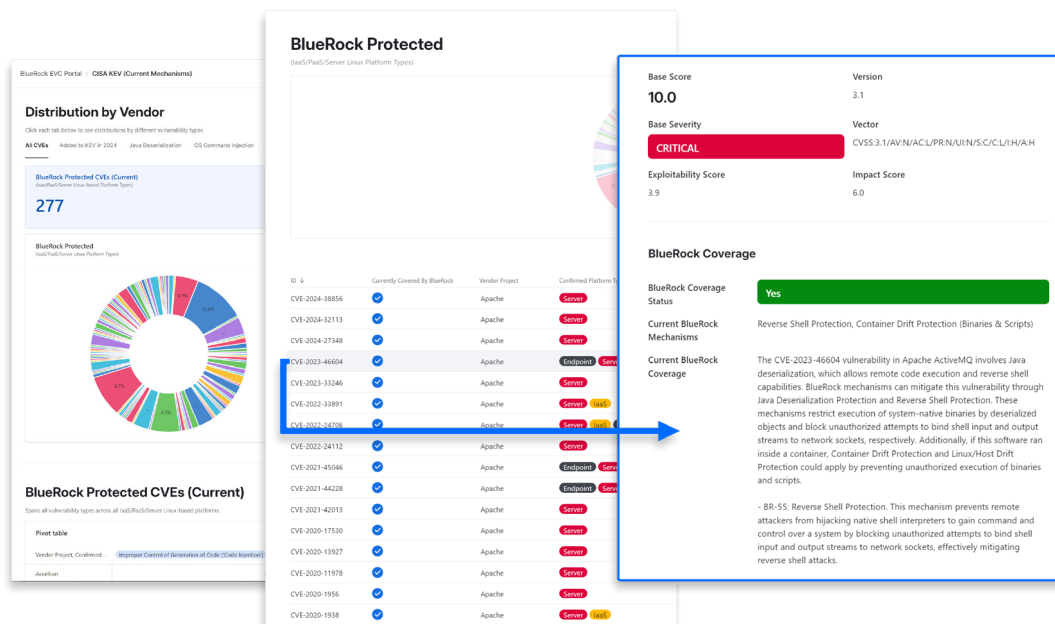 BlueRock EVC Portal / CISA KEV (Current Mechanisms)
Distribution by Vendor
Click each tab below to see distributions by different vulnerability types.
All CVEs Added to KEV in 2024 Java Deserialization OS Command Injection
BlueRock Protected CVEs (Current)
(IaaS/PaaS/Server Linux-based Platform Types)
277
BlueRock Protected
(IaaS/PaaS/Server Linux Platform Types)
4.7%
10.8%
8.7%
6.1%
BlueRock Protected CVEs (Current)
Spans all vulnerability types across all IaaS/PaaS/Server Linux-based platforms.
Pivot table
Vendor Project, Confirmed ... Improper Control of Generation of Code ('Code Injection')
Accellion
BlueRock Protected
(IaaS/PaaS/Server Linux Platform Types)
ID ↓ Currently Covered By BlueRock Vendor Project Confirmed Platform
CVE-2024-38856 Apache Server
CVE-2024-32113 Apache Server
CVE-2024-27348 Apache Server
CVE-2023-46604 Apache Endpoint
CVE-2023-33246 Apache Server
CVE-2022-33891 Apache Server IaaS
CVE-2022-24706 Apache Server IaaS
CVE-2022-24112 Apache Server
CVE-2021-45046 Apache Endpoint
CVE-2021-44228 Apache Endpoint
CVE-2021-42013 Apache Server
CVE-2020-17530 Apache Server
CVE-2020-13927 Apache Server
CVE-2020-11978 Apache Server
CVE-2020-1956 Apache Server
CVE-2020-1938 Apache Server IaaS
Base Score Version
10.0 3.1
Base Severity Vector
CRITICAL CVSS:3.1/AV:N/AC:L/PR:N/UI:N/S:C/C:L/I:H/A:H
Exploitability Score Impact Score
3.9 6.0
BlueRock Coverage
BlueRock Coverage Status Yes
Current BlueRock Mechanisms Reverse Shell Protection, Container Drift Protection (Binaries & Scripts)
Current BlueRock Coverage
The CVE-2023-46604 vulnerability in Apache ActiveMQ involves Java
deserialization, which allows remote code execution and reverse shell
capabilities. BlueRock mechanisms can mitigate this vulnerability through
Java Deserialization Protection and Reverse Shell Protection. These
mechanisms restrict execution of system-native binaries by deserialized
objects and block unauthorized attempts to bind shell input and output
streams to network sockets, respectively. Additionally, if this software ran
inside a container, Container Drift Protection and Linux/Host Drift
Protection could apply by preventing unauthorized execution of binaries
and scripts.
- BR-55: Reverse Shell Protection. This mechanism prevents remote
attackers from hijacking native shell interpreters to gain command and
control over a system by blocking unauthorized attempts to bind shell
input and output streams to network sockets, effectively mitigating
reverse shell attacks.